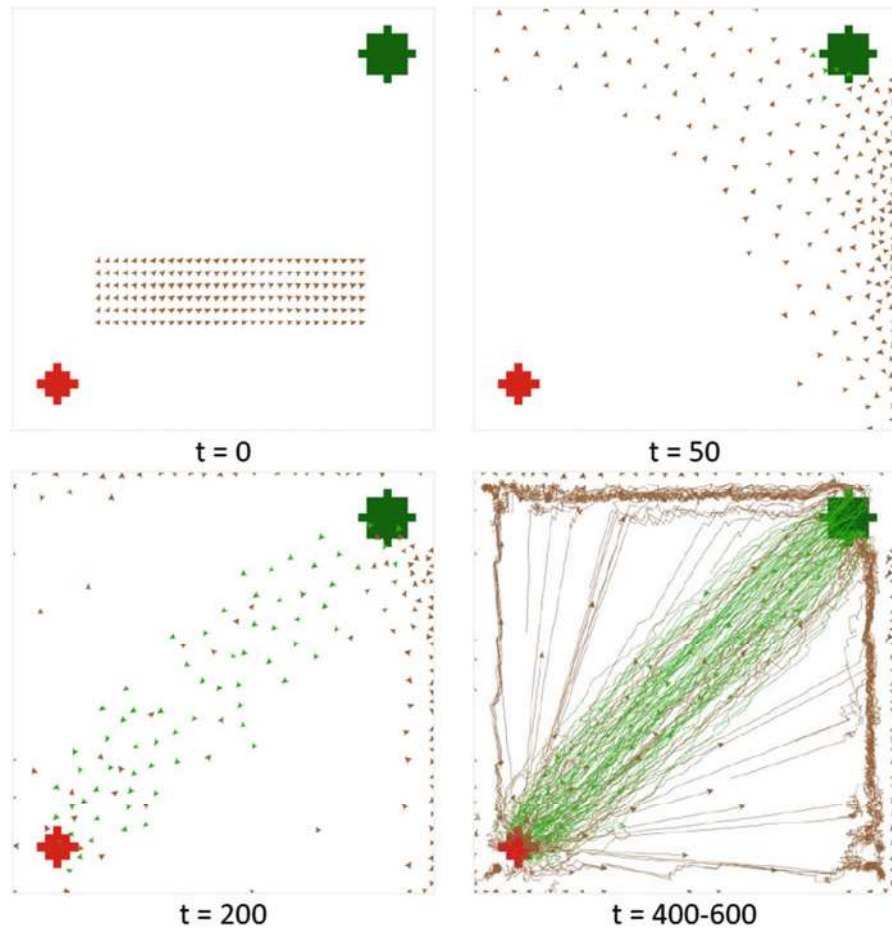 t = 0
t = 50
t = 200
t = 400-600